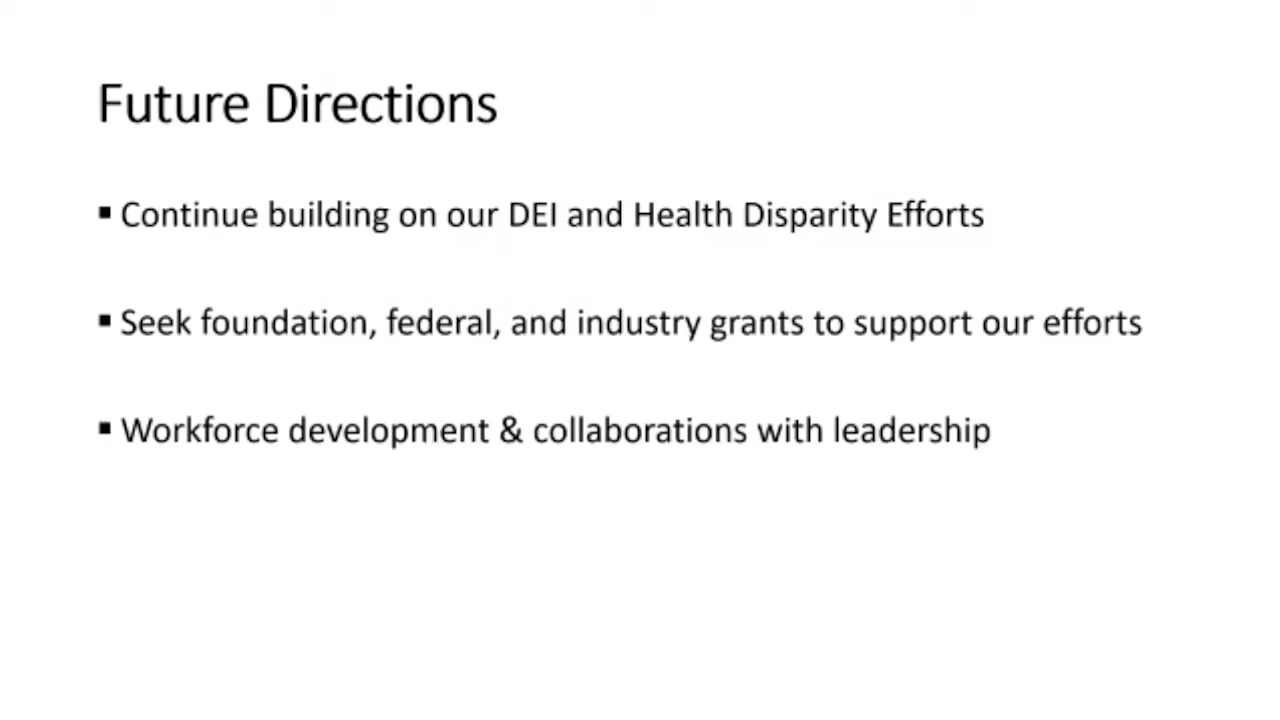 Future Directions
▪ Continue building on our DEI and Health Disparity Efforts
▪ Seek foundation, federal, and industry grants to support our efforts
▪ Workforce development & collaborations with leadership